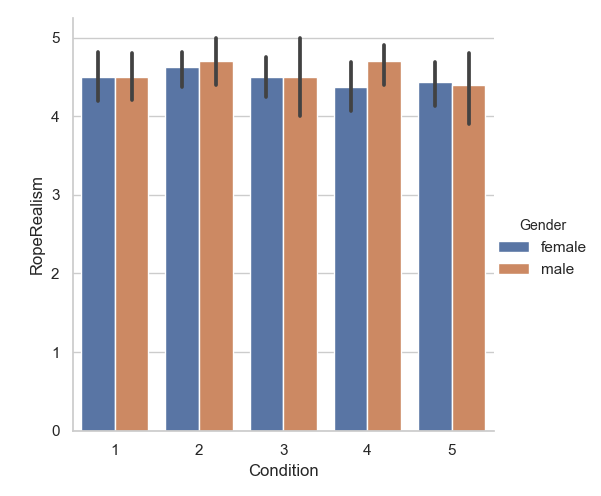 5
4
3
2
1
0
RopeRealism
1 2 3 4 5
Condition
Gender
female
male